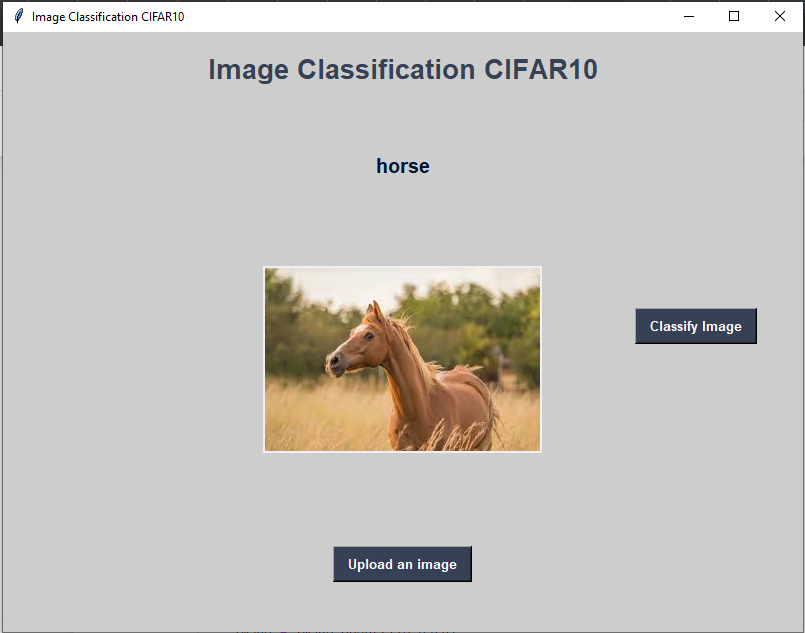 Image Classification CIFAR10
Image Classification CIFAR10
horse
Classify Image
Upload an image